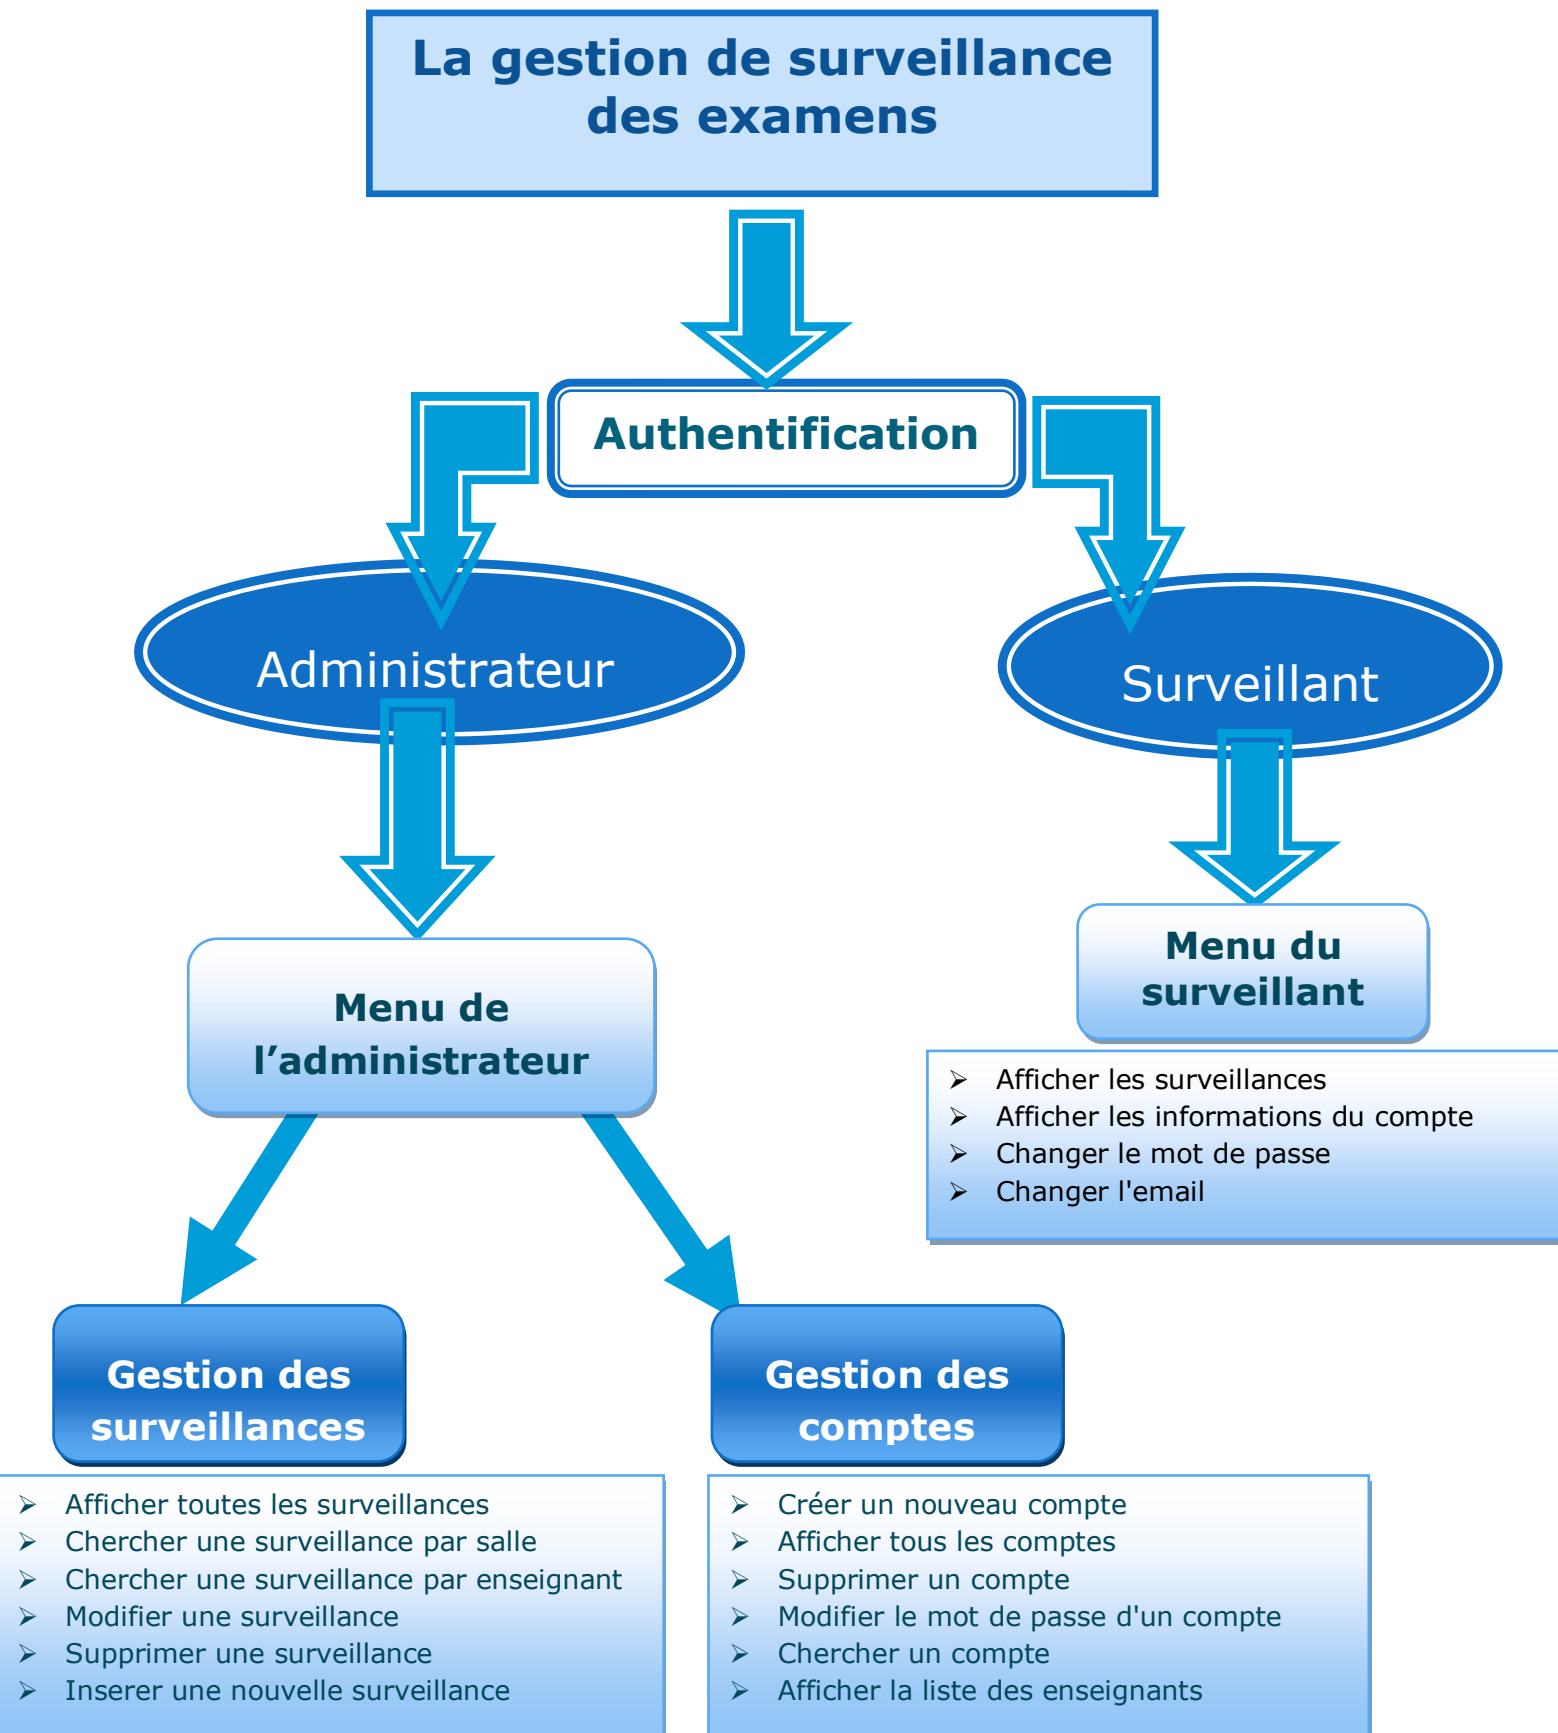 La gestion de surveillance
des examens
Authentification
Administrateur
Surveillant
Menu de
l’administrateur
Menu du
surveillant
➢ Afficher les surveillances
➢ Afficher les informations du compte
➢ Changer le mot de passe
➢ Changer l'email
Gestion des
surveillances
➢ Afficher toutes les surveillances
➢ Chercher une surveillance par salle
➢ Chercher une surveillance par enseignant
➢ Modifier une surveillance
➢ Supprimer une surveillance
➢ Inserer une nouvelle surveillance
Gestion des
comptes
➢ Créer un nouveau compte
➢ Afficher tous les comptes
➢ Supprimer un compte
➢ Modifier le mot de passe d'un compte
➢ Chercher un compte
➢ Afficher la liste des enseignants